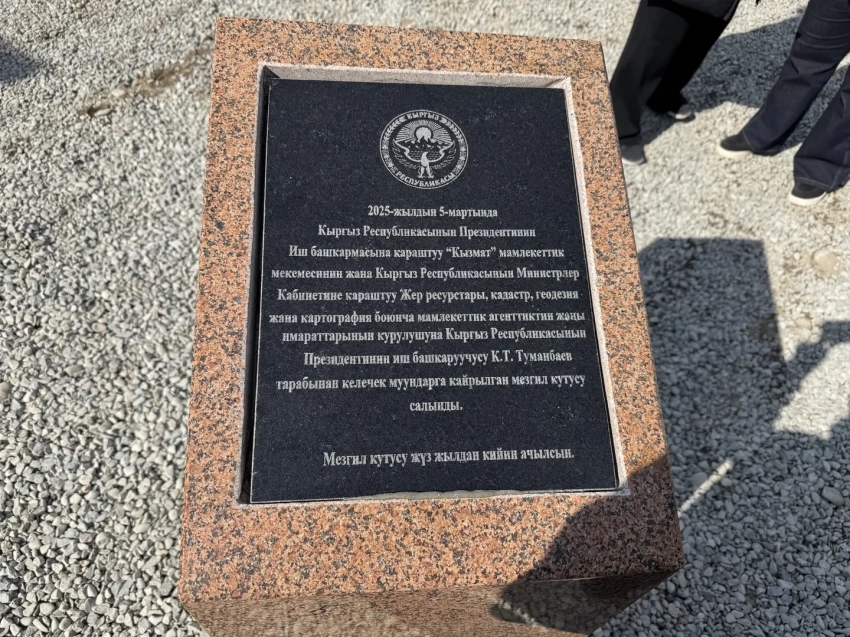 КЫРГЫЗ
РЕСПУБЛИКАСЫ
2025-жылдын 5-мартында
Кыргыз Республикасынын Президентинин
Иш башкармасына караштуу “Кызмат” мамлекеттик
мекемесинин жана Кыргыз Республикасынын Министрлер
Кабинетине караштуу Жер ресурстары, кадастр, геодезия
жана картография боюнча мамлекеттик агенттиктин жаңы
имараттарынын курулушуна Кыргыз Республикасынын
Президентинин иш башкаруучусу К.Т. Туманбаев
тарабынан келечек муундарга кайрылган мезгил кутусу
салынды.
Мезгил кутусу жүз жылдан кийин ачылсын.